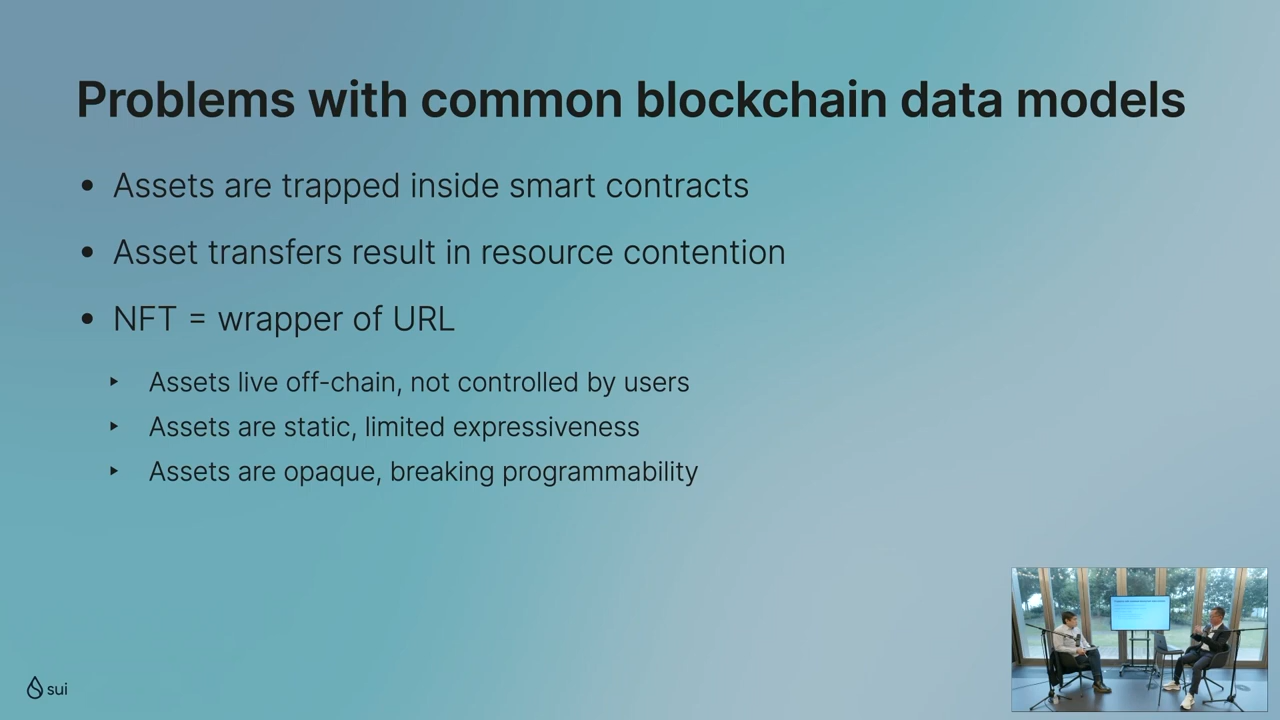 Problems with common blockchain data models
• Assets are trapped inside smart contracts
• Asset transfers result in resource contention
• NFT = wrapper of URL
‣ Assets live off-chain, not controlled by users
‣ Assets are static, limited expressiveness
‣ Assets are opaque, breaking programmability
sui